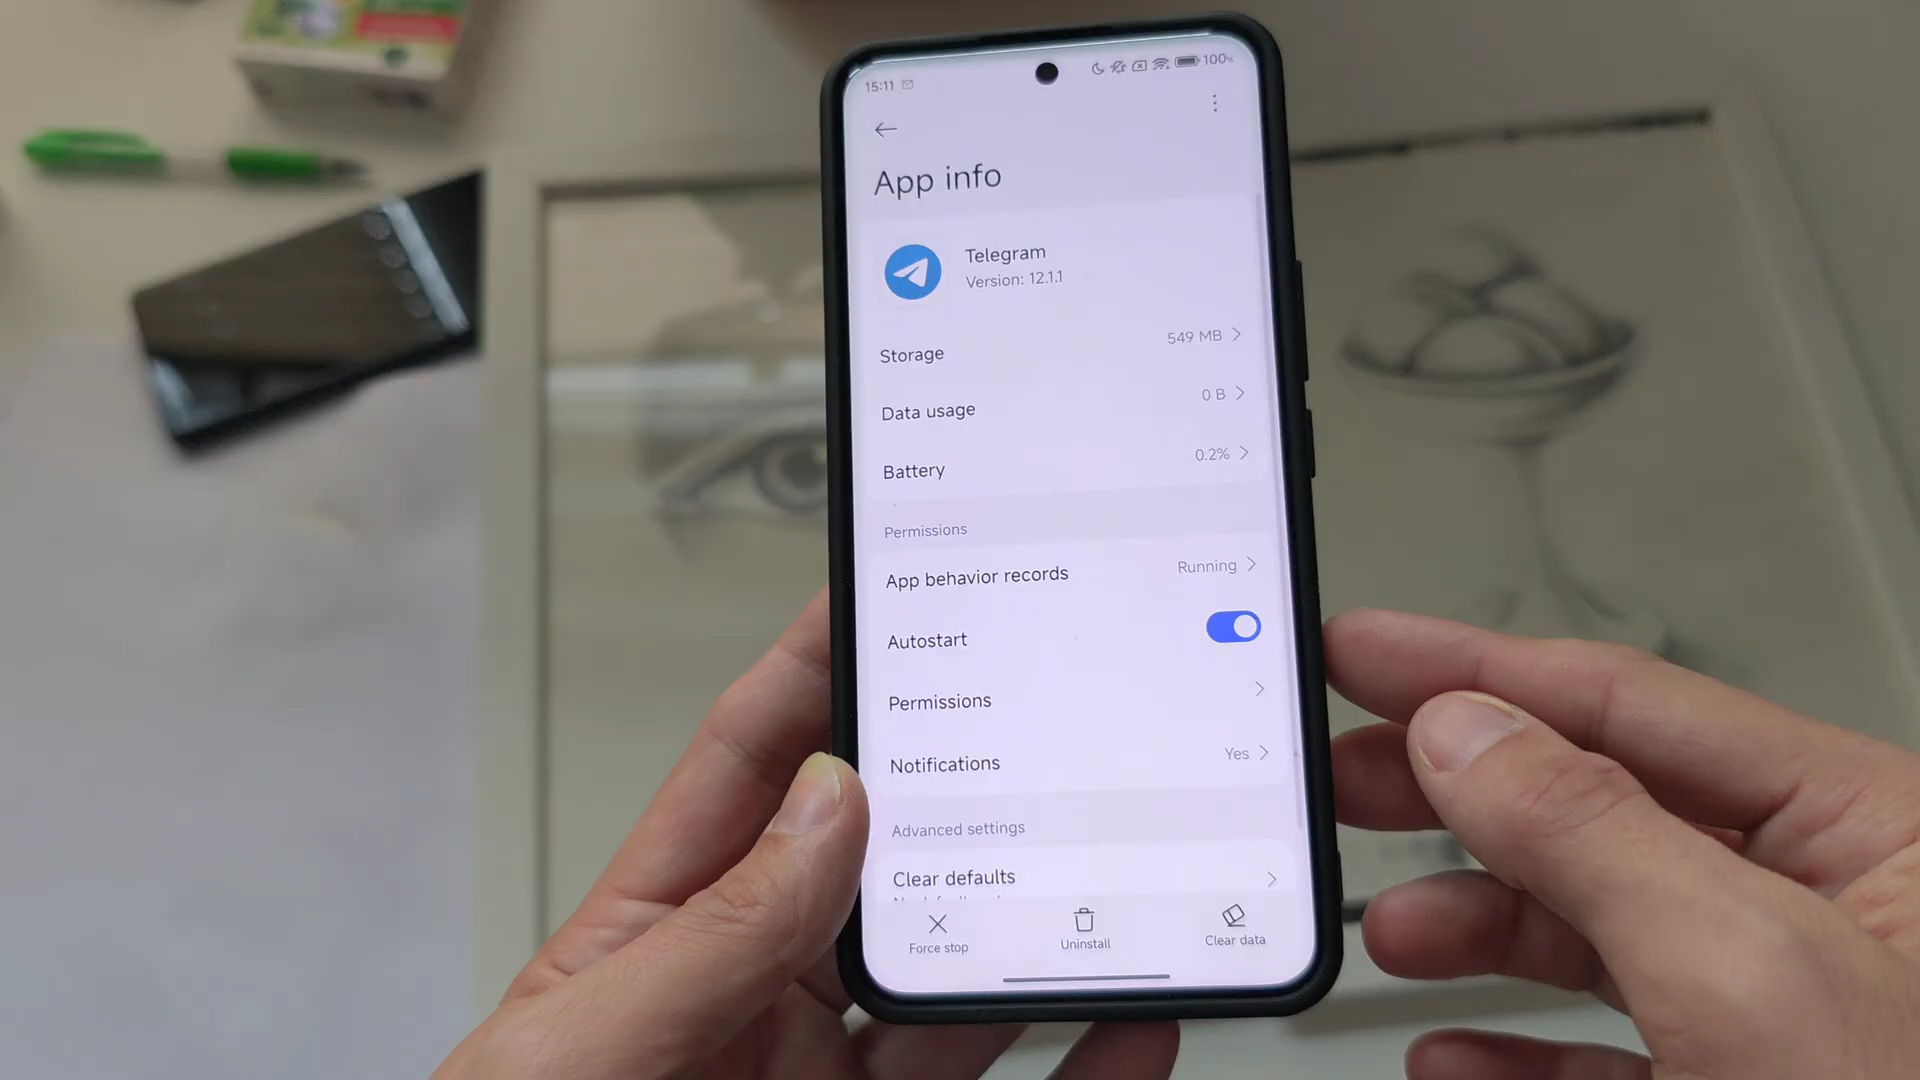 15:11
100%
App info
Telegram
Version: 12.1.1
Storage 549 MB
Data usage 0 B
Battery 0.2%
Permissions
App behavior records Running
Autostart
Permissions
Notifications Yes
Advanced settings
Clear defaults
Force stop
Uninstall
Clear data